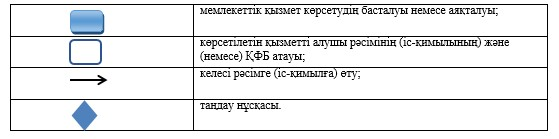 мемлекеттік қызмет көрсетудің басталуы немесе аяқталуы;
көрсетілетін қызметті алушы рәсімінің (іс-қимылының) және
(немесе) ҚФБ атауы;
келесі рәсімге (іс-қимылға) өту;
таңдау нұсқасы.